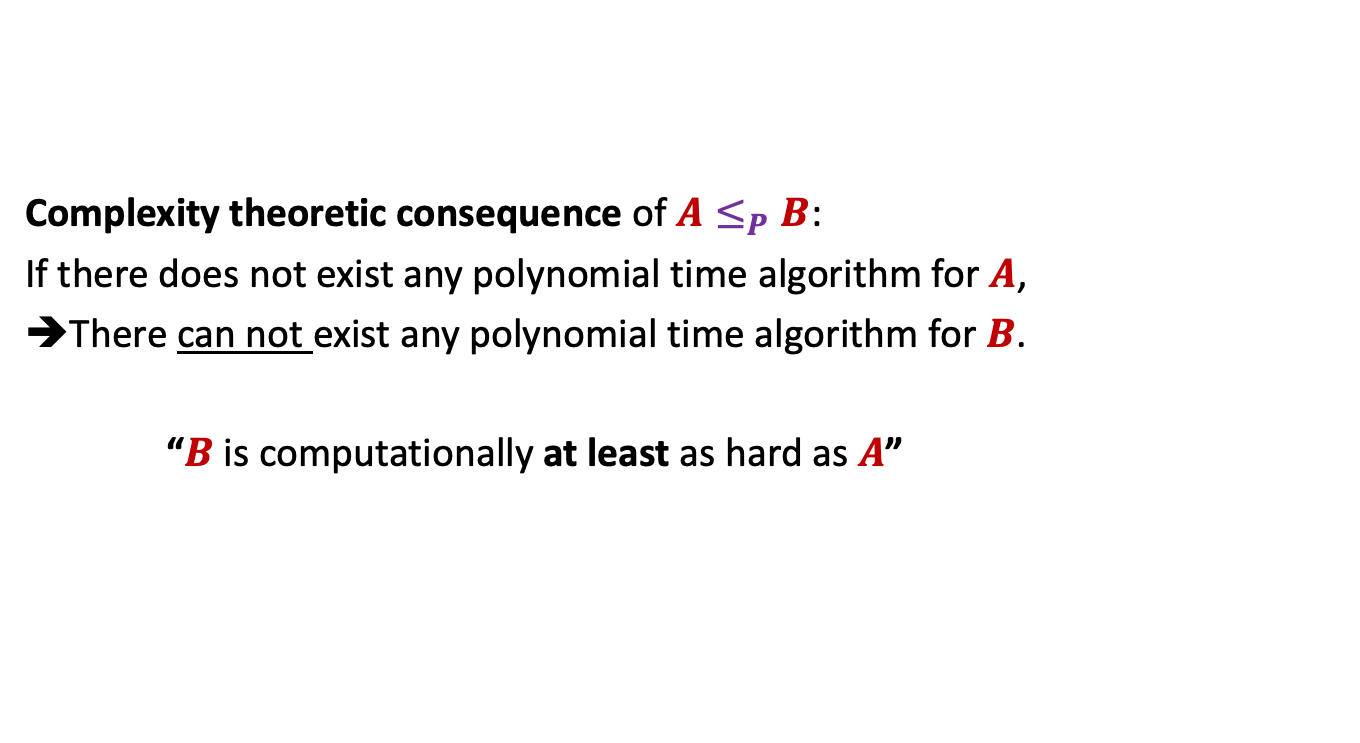 Complexity theoretic consequence of A ≤P B:
If there does not exist any polynomial time algorithm for A,
➔There can not exist any polynomial time algorithm for B.
“B is computationally at least as hard as A”